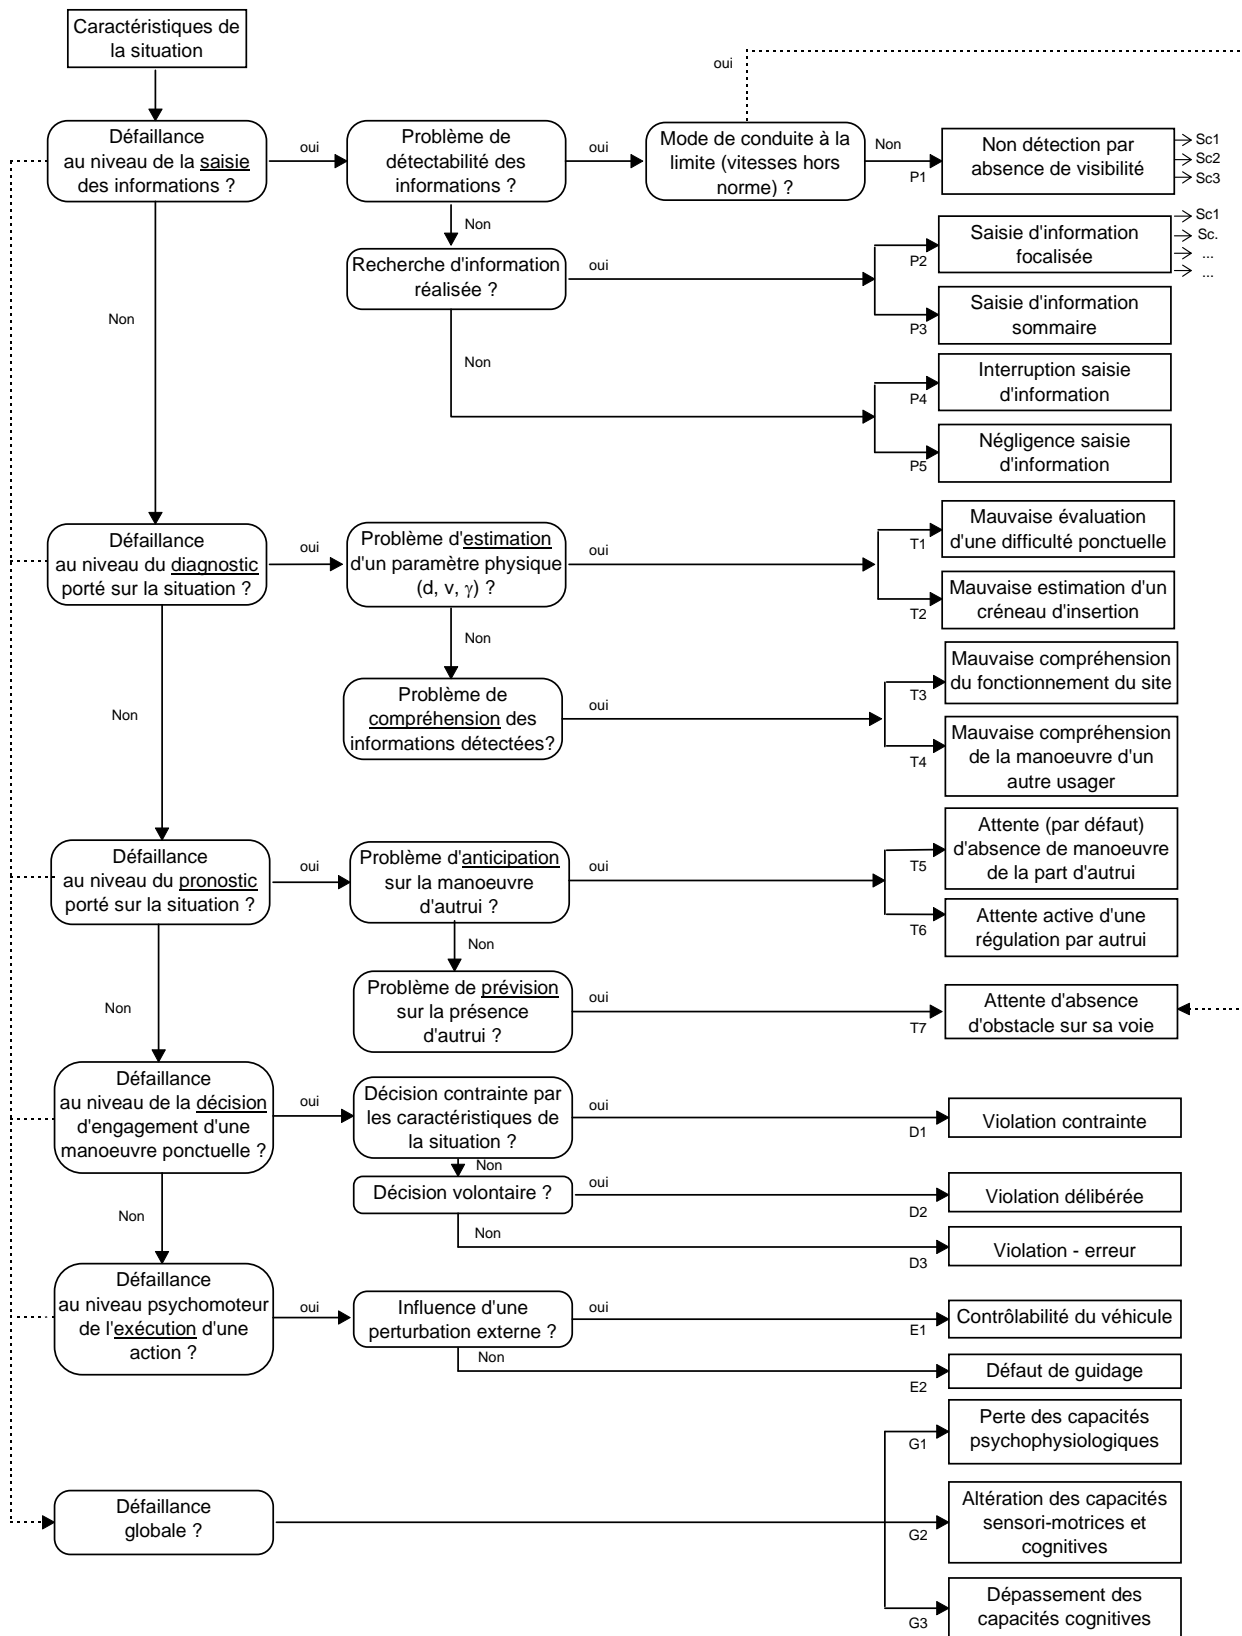 Caractéristiques de
la situation
oui
Défaillance
au niveau de la saisie
des informations ?
oui
Problème de
détectabilité des
informations ?
oui
Mode de conduite à la
limite (vitesses hors
norme) ?
Non
P1
Non détection par
absence de visibilité
Sc1
Sc2
Sc3
Non
Recherche d'information
réalisée ?
oui
P2
Saisie d'information
focalisée
Sc1
Sc.
...
...
P3
Saisie d'information
sommaire
Non
Non
P4
Interruption saisie
d'information
P5
Négligence saisie
d'information
Défaillance
au niveau du diagnostic
porté sur la situation ?
oui
Problème d'estimation
d'un paramètre physique
(d, v, γ) ?
oui
T1
Mauvaise évaluation
d'une difficulté ponctuelle
T2
Mauvaise estimation d'un
créneau d'insertion
Non
Problème de
compréhension des
informations détectées?
oui
T3
Mauvaise compréhension
du fonctionnement du site
T4
Mauvaise compréhension
de la manoeuvre d'un
autre usager
Non
Défaillance
au niveau du pronostic
porté sur la situation ?
oui
Problème d'anticipation
sur la manoeuvre
d'autrui ?
oui
T5
Attente (par défaut)
d'absence de manoeuvre
de la part d'autrui
T6
Attente active d'une
régulation par autrui
Non
Problème de prévision
sur la présence
d'autrui ?
oui
T7
Attente d'absence
d'obstacle sur sa voie
Non
Défaillance
au niveau de la décision
d'engagement d'une
manoeuvre ponctuelle ?
oui
Décision contrainte par
les caractéristiques de
la situation ?
oui
D1
Violation contrainte
Non
Décision volontaire ?
oui
D2
Violation délibérée
Non
Non
D3
Violation - erreur
Défaillance
au niveau psychomoteur
de l'exécution d'une
action ?
oui
Influence d'une
perturbation externe ?
oui
E1
Contrôlabilité du véhicule
Non
E2
Défaut de guidage
G1
Perte des capacités
psychophysiologiques
Défaillance
globale ?
G2
Altération des capacités
sensori-motrices et
cognitives
G3
Dépassement des
capacités cognitives